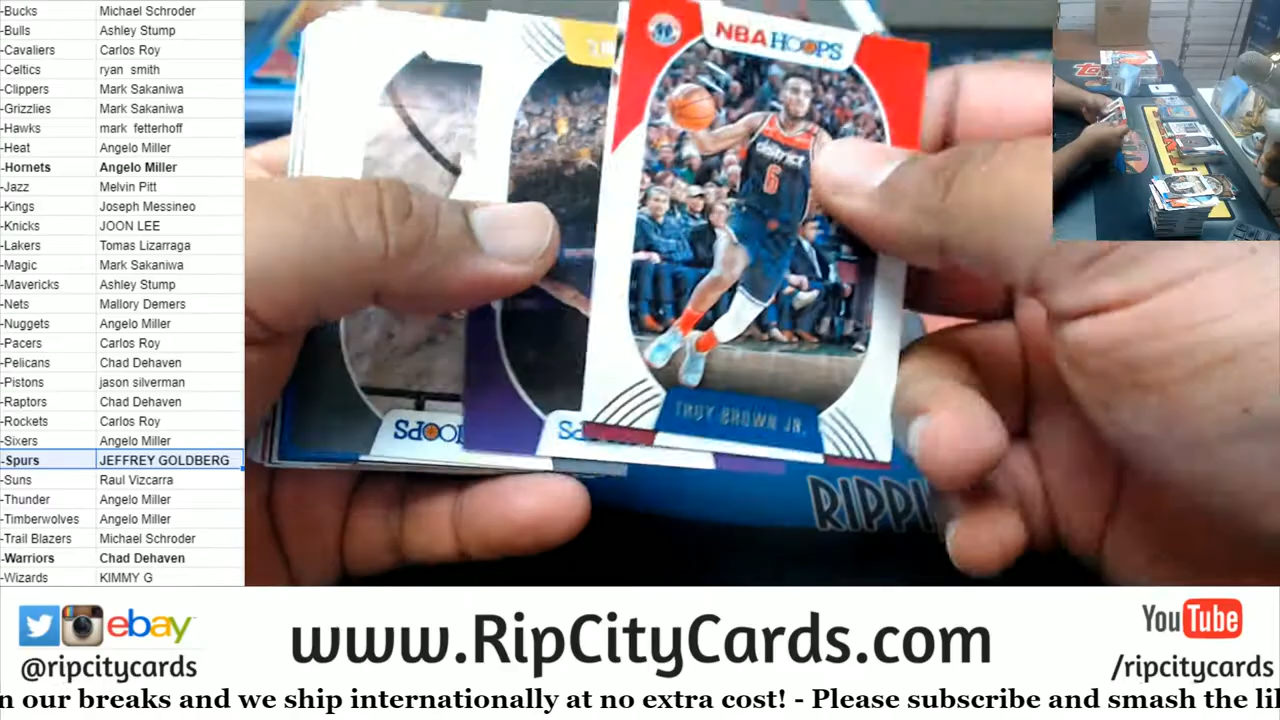 -Bucks Michael Schroder
-Bulls Ashley Stump
-Cavaliers Carlos Roy
-Celtics ryan smith
-Clippers Mark Sakaniwa
-Grizzlies Mark Sakaniwa
-Hawks mark fetterhoff
-Heat Angelo Miller
-Hornets Angelo Miller
-Jazz Melvin Pitt
-Kings Joseph Messineo
-Knicks JOON LEE
-Lakers Tomas Lizarraga
-Magic Mark Sakaniwa
-Mavericks Ashley Stump
-Nets Mallory Demers
-Nuggets Angelo Miller
-Pacers Carlos Roy
-Pelicans Chad Dehaven
-Pistons jason silverman
-Raptors Chad Dehaven
-Rockets Carlos Roy
-Sixers Angelo Miller
-Spurs JEFFREY GOLDBERG
-Suns Raul Vizcarra
-Thunder Angelo Miller
-Timberwolves Angelo Miller
-Trail Blazers Michael Schroder
-Warriors Chad Dehaven
-Wizards KIMMY G
NBA HOOPS
district
6
TROY BROWN JR.
OOPS
RIPPI
ebay
@ripcitycards
www.RipCityCards.com
YouTube
/ripcitycards
n our breaks and we ship internationally at no extra cost! - Please subscribe and smash the li